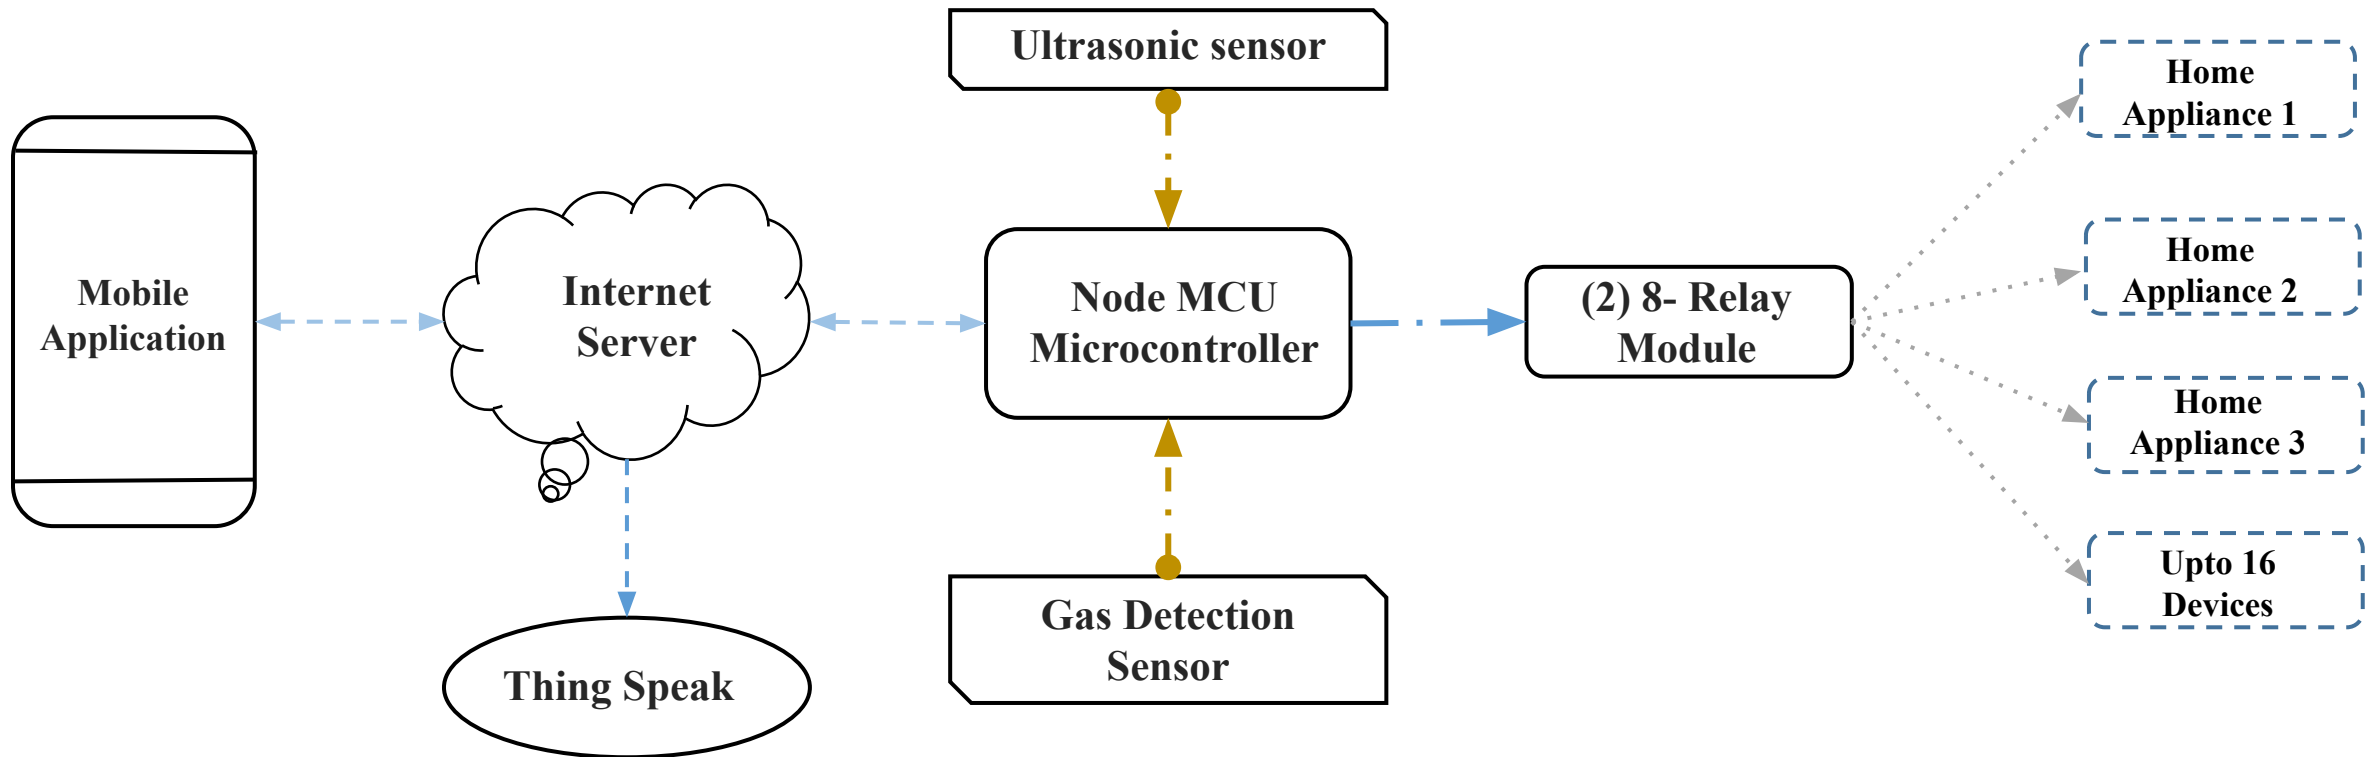 Ultrasonic sensor
Mobile
Application
Internet
Server
Node MCU
Microcontroller
(2) 8- Relay
Module
Home
Appliance 1
Home
Appliance 2
Home
Appliance 3
Upto 16
Devices
Thing Speak
Gas Detection
Sensor